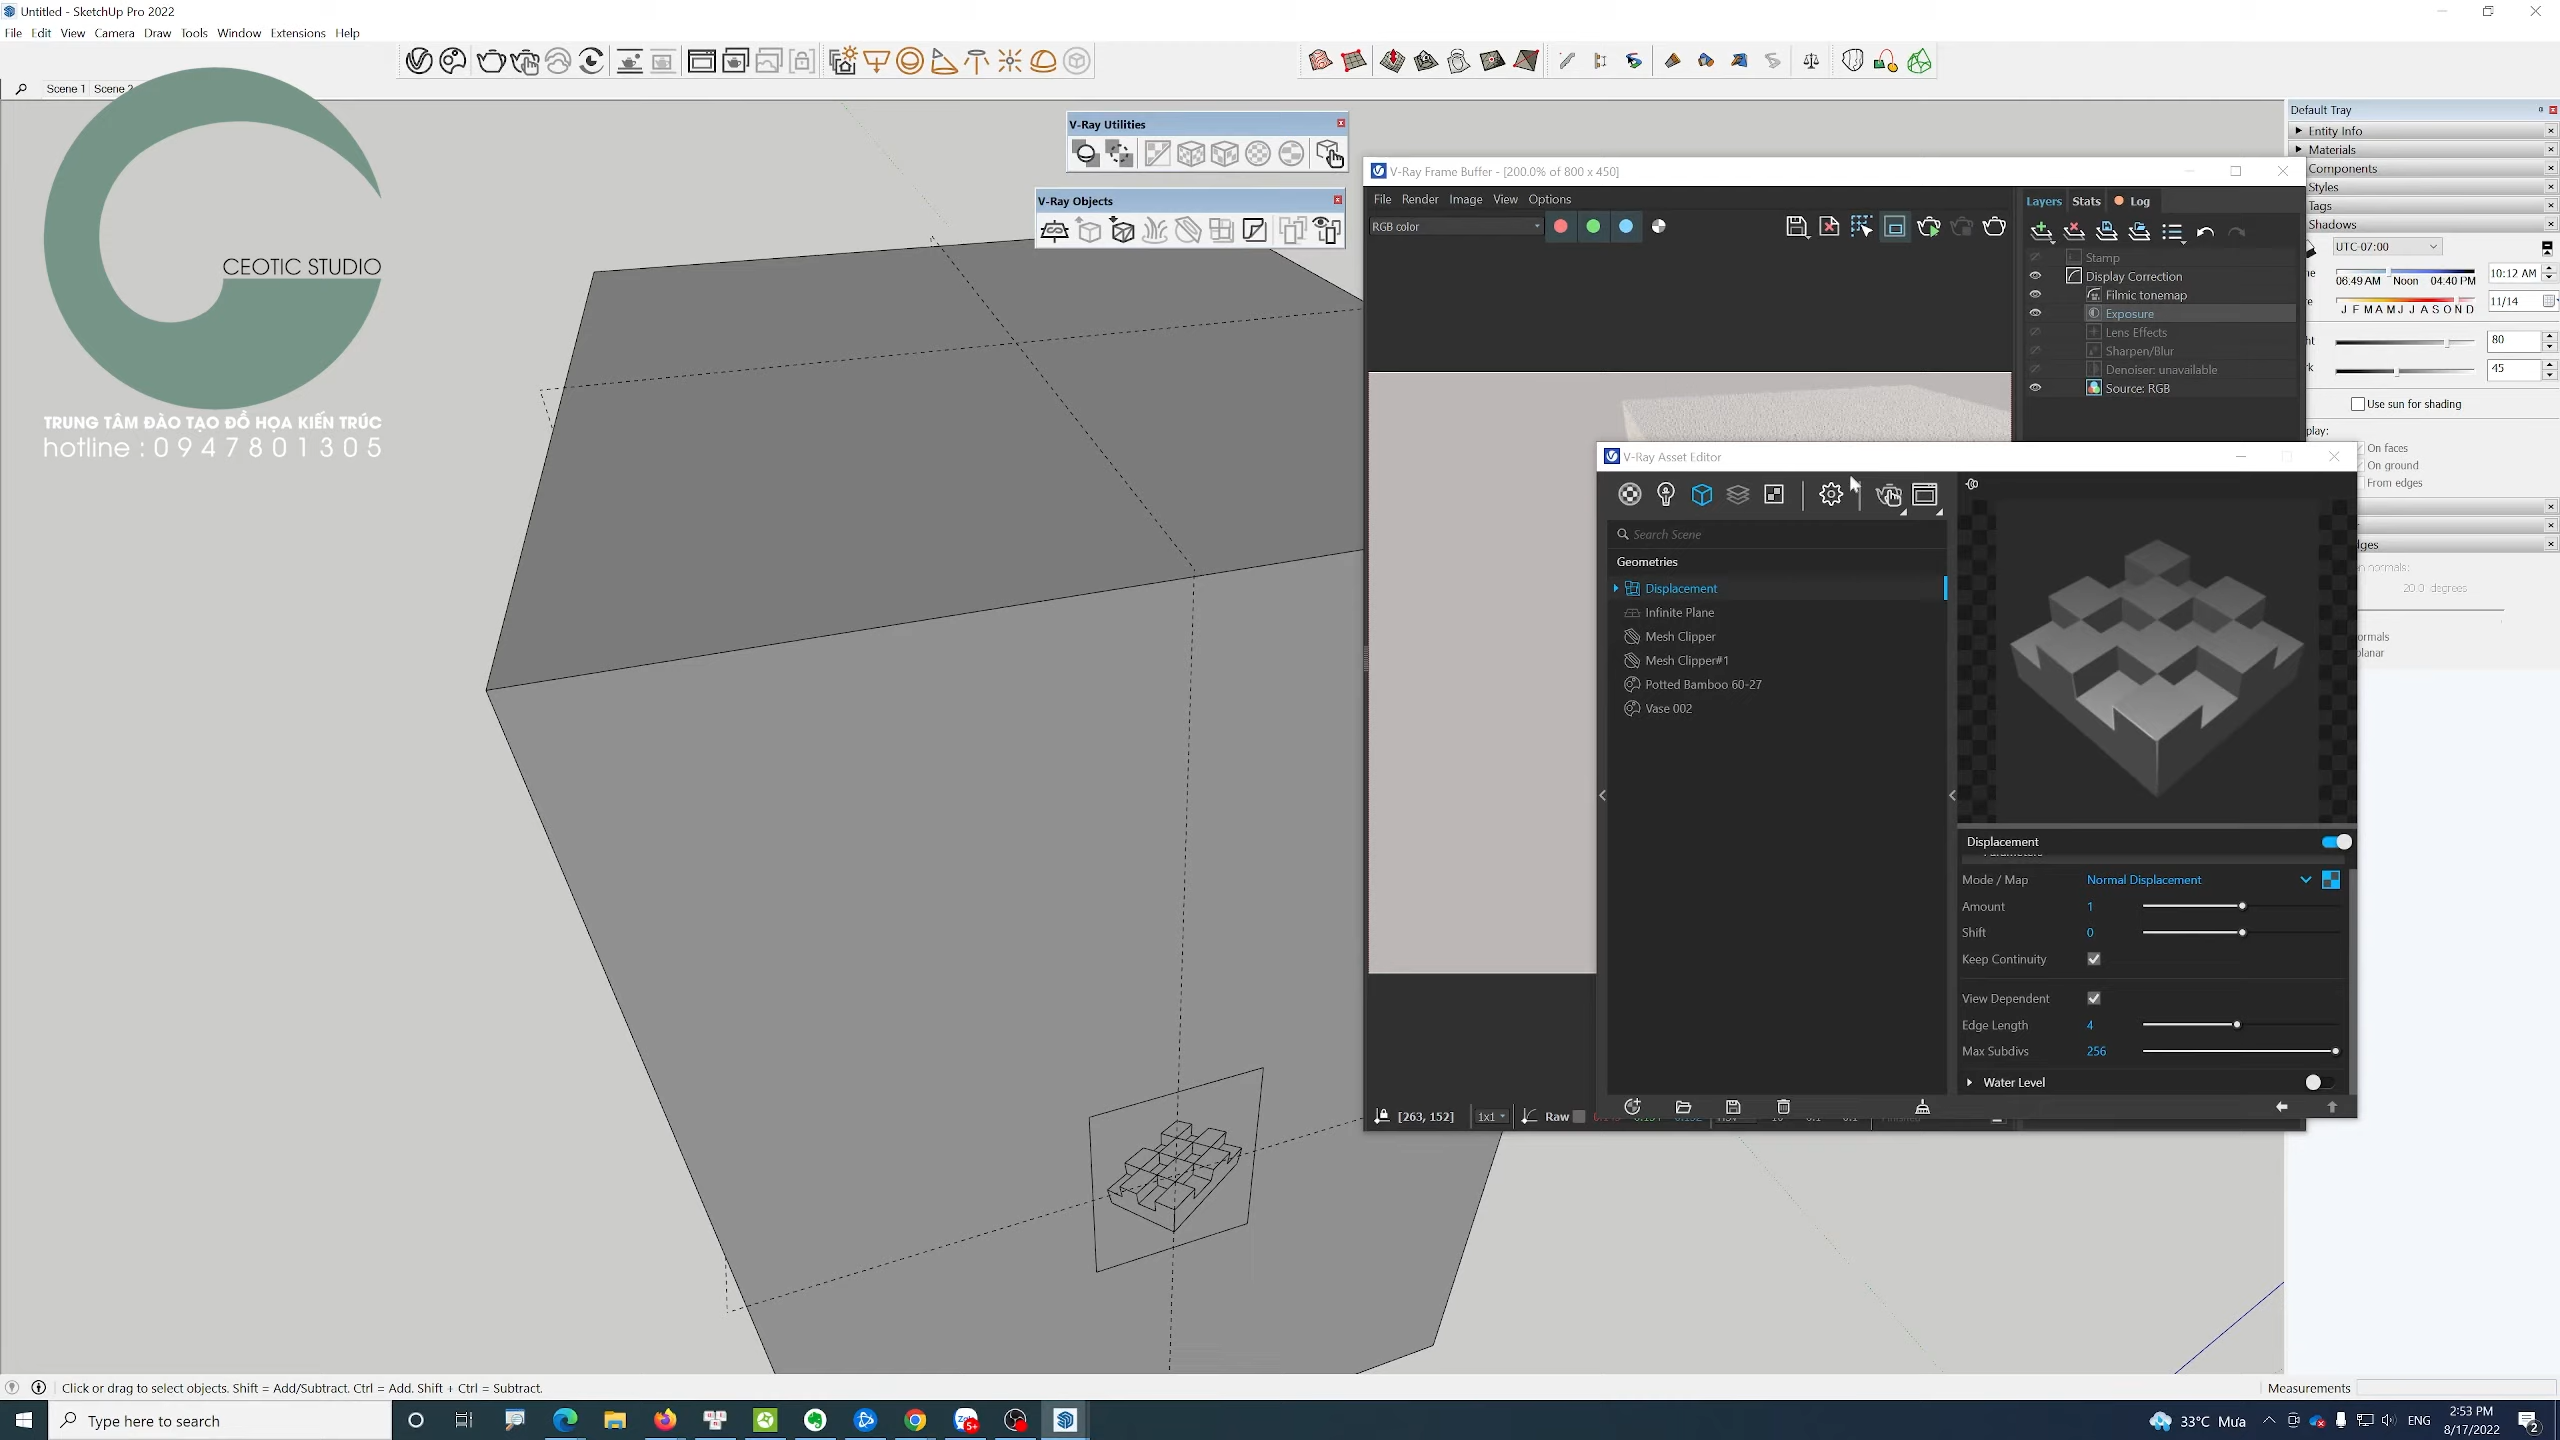 Untitled - SketchUp Pro 2022
File Edit View Camera Draw Tools Window Extensions Help
Scene 1 Scene 2
CEOTIC STUDIO
TRUNG TÂM ĐÀO TẠO ĐỒ HỌA KIẾN TRÚC
hotline : 0 9 4 7 8 0 1 3 0 5
V-Ray Utilities
V-Ray Objects
V-Ray Frame Buffer - [200.0% of 800 x 450]
File Render Image View Options
RGB color
Layers Stats Log
Stamp
Display Correction
Filmic tonemap
Exposure
Lens Effects
Sharpen/Blur
Denoiser: unavailable
Source: RGB
V-Ray Asset Editor
Search Scene
Geometries
Displacement
Infinite Plane
Mesh Clipper
Mesh Clipper#1
Potted Bamboo 60-27
Vase 002
Displacement
Mode / Map Normal Displacement
Amount 1
Shift 0
Keep Continuity
View Dependent
Edge Length 4
Max Subdivs 256
Water Level
[263, 152] 1x1 Raw
Default Tray
Entity Info
Materials
Components
Styles
Tags
Shadows
UTC-07:00
10:12 AM
06:49 AM Noon 04:40 PM
11/14
J F M A M J J A S O N D
80
45
Use sun for shading
play:
On faces
On ground
From edges
20.0 degrees
Click or drag to select objects. Shift = Add/Subtract. Ctrl = Add. Shift + Ctrl = Subtract.
Measurements
Type here to search
33°C Mưa
ENG
2:53 PM
8/17/2022
2